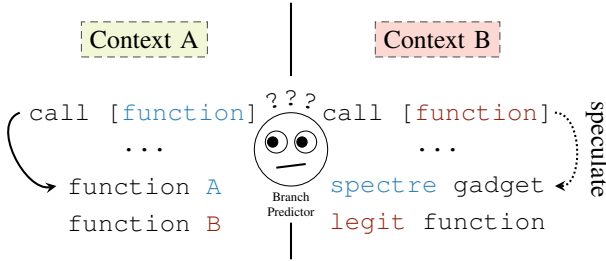 Context A
Context B
? ? ?
call [function]
call [function]
...
...
speculate
function A
spectre gadget
Branch
Predictor
function B
legit function